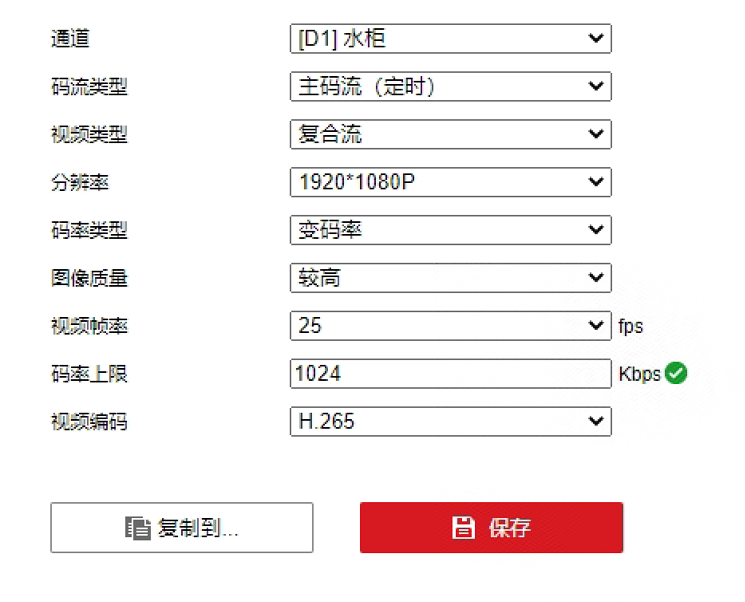 通道 [D1] 水柜
码流类型 主码流（定时）
视频类型 复合流
分辨率 1920*1080P
码率类型 变码率
图像质量 较高
视频帧率 25 fps
码率上限 1024 Kbps
视频编码 H.265
复制到... 保存